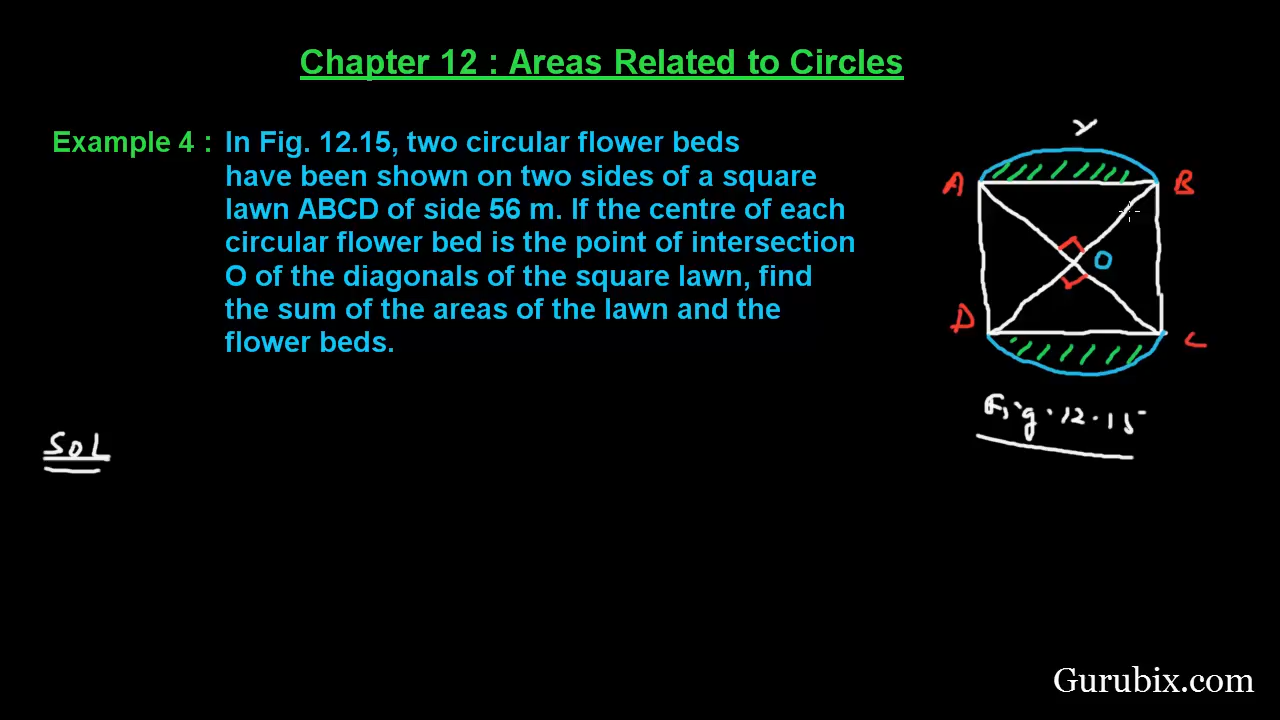 Chapter 12 : Areas Related to Circles
Example 4 : In Fig. 12.15, two circular flower beds
have been shown on two sides of a square
lawn ABCD of side 56 m. If the centre of each
circular flower bed is the point of intersection
O of the diagonals of the square lawn, find
the sum of the areas of the lawn and the
flower beds.
Y
A B
O
D C
Fig. 12.15
SOL
Gurubix.com